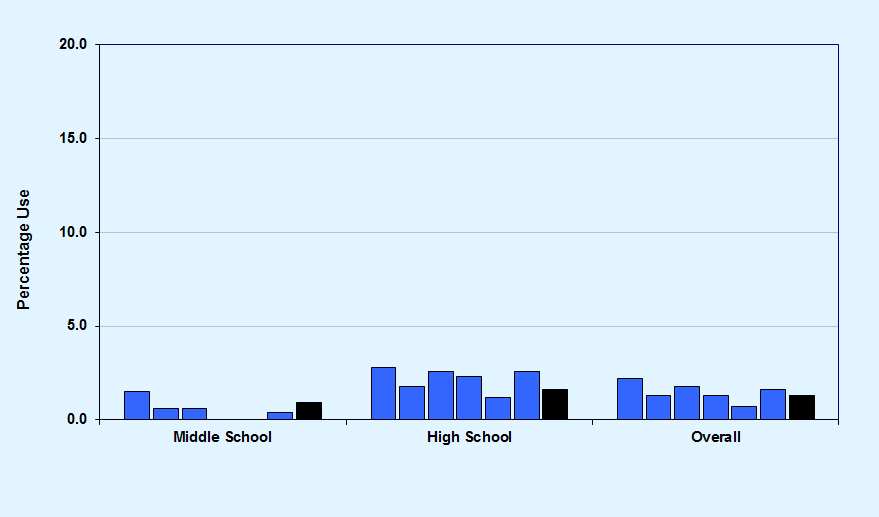 20.0
15.0
10.0
5.0
0.0
Percentage Use
Middle School
High School
Overall